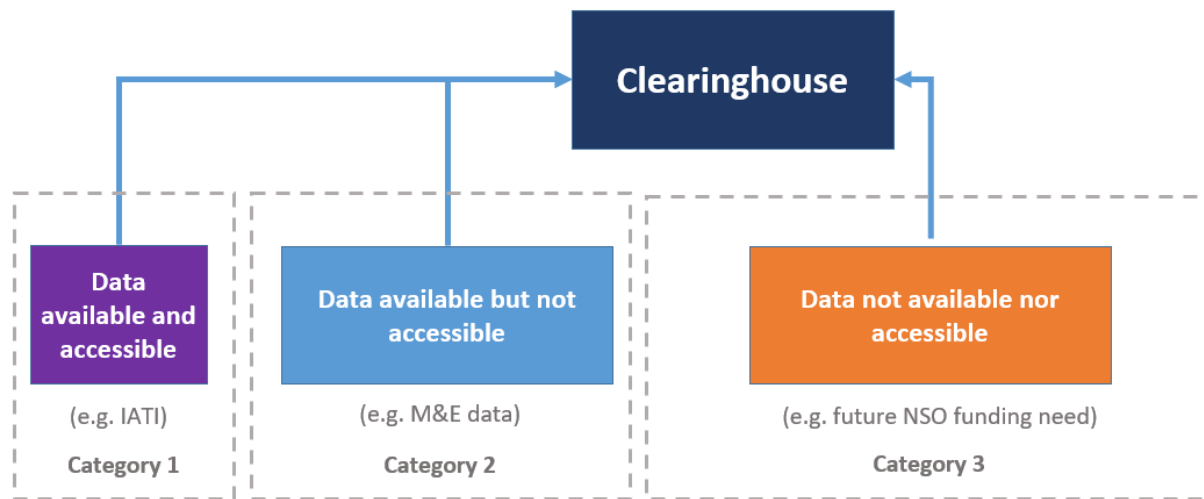 Clearinghouse
Data
available and
accessible
(e.g. IATI)
Category 1
Data available but not
accessible
(e.g. M&E data)
Category 2
Data not available nor
accessible
(e.g. future NSO funding need)
Category 3